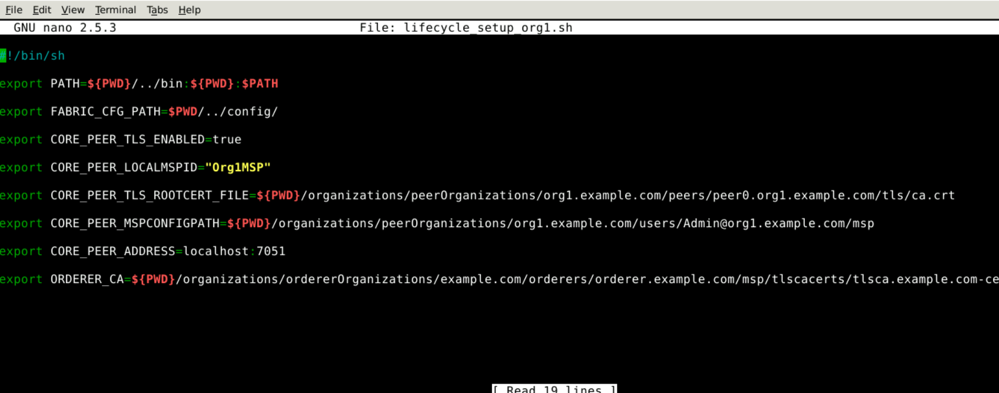 File Edit View Terminal Tabs Help
GNU nano 2.5.3 File: lifecycle_setup_org1.sh
#!/bin/sh
export PATH=${PWD}/../bin:${PWD}:$PATH
export FABRIC_CFG_PATH=$PWD/../config/
export CORE_PEER_TLS_ENABLED=true
export CORE_PEER_LOCALMSPID="Org1MSP"
export CORE_PEER_TLS_ROOTCERT_FILE=${PWD}/organizations/peerOrganizations/org1.example.com/peers/peer0.org1.example.com/tls/ca.crt
export CORE_PEER_MSPCONFIGPATH=${PWD}/organizations/peerOrganizations/org1.example.com/users/Admin@org1.example.com/msp
export CORE_PEER_ADDRESS=localhost:7051
export ORDERER_CA=${PWD}/organizations/ordererOrganizations/example.com/orderers/orderer.example.com/msp/tlscacerts/tlsca.example.com-ce
[ Read 19 lines ]